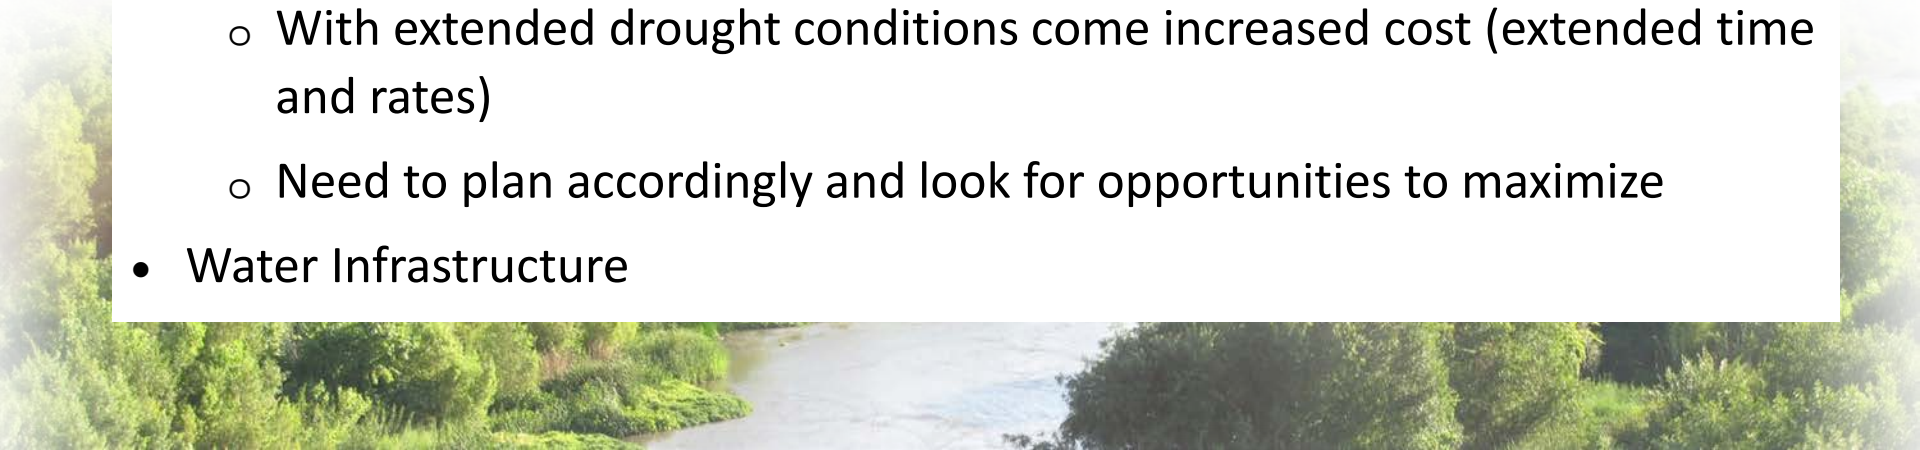 ○ With extended drought conditions come increased cost (extended time
and rates)
○ Need to plan accordingly and look for opportunities to maximize
• Water Infrastructure